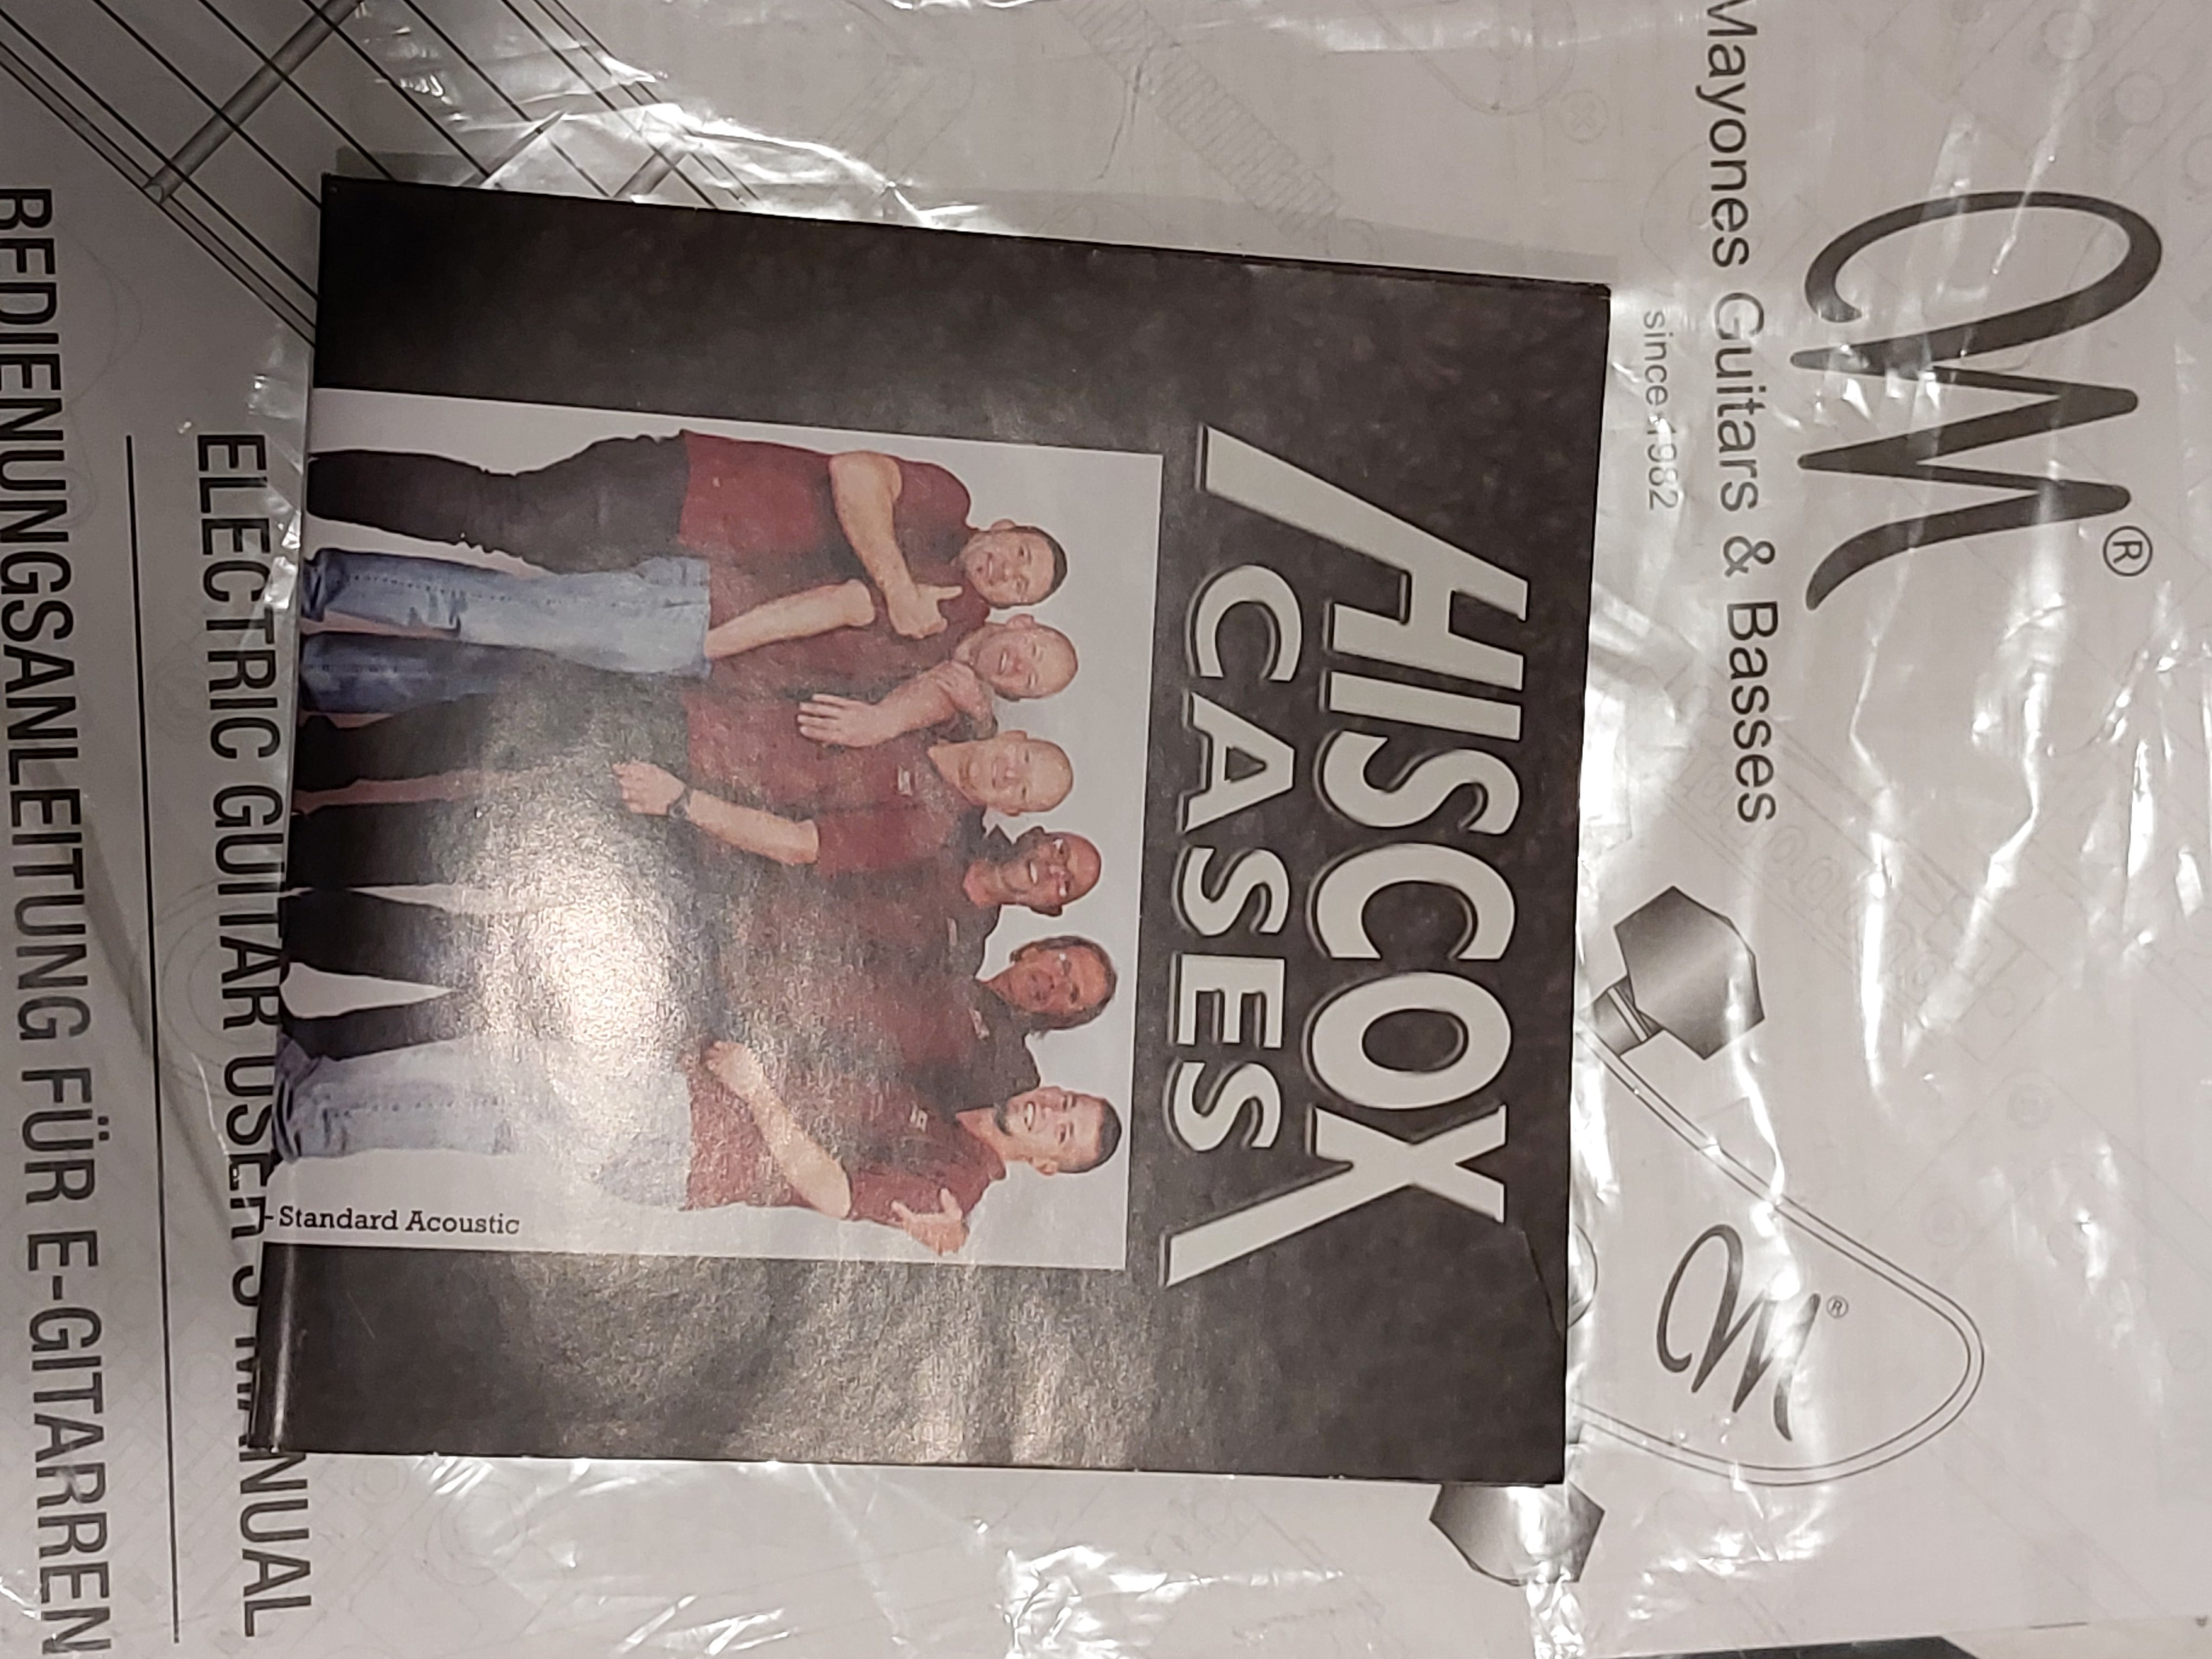 Mayones Guitars & Basses
since 1982
®
HISCOX
CASES
Standard Acoustic
®
ELECTRIC GUITAR USER'S MANUAL
BEDIENUNGSANLEITUNG FÜR E-GITARREN